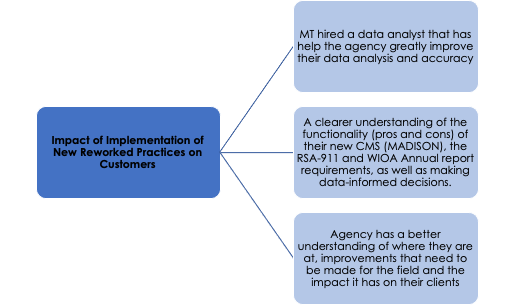 Impact of Implementation of
New Reworked Practices on
Customers
MT hired a data analyst that has
help the agency greatly improve
their data analysis and accuracy
A clearer understanding of the
functionality (pros and cons) of
their new CMS (MADISON), the
RSA-911 and WIOA Annual report
requirements, as well as making
data-informed decisions.
Agency has a better
understanding of where they are
at, improvements that need to
be made for the field and the
impact it has on their clients